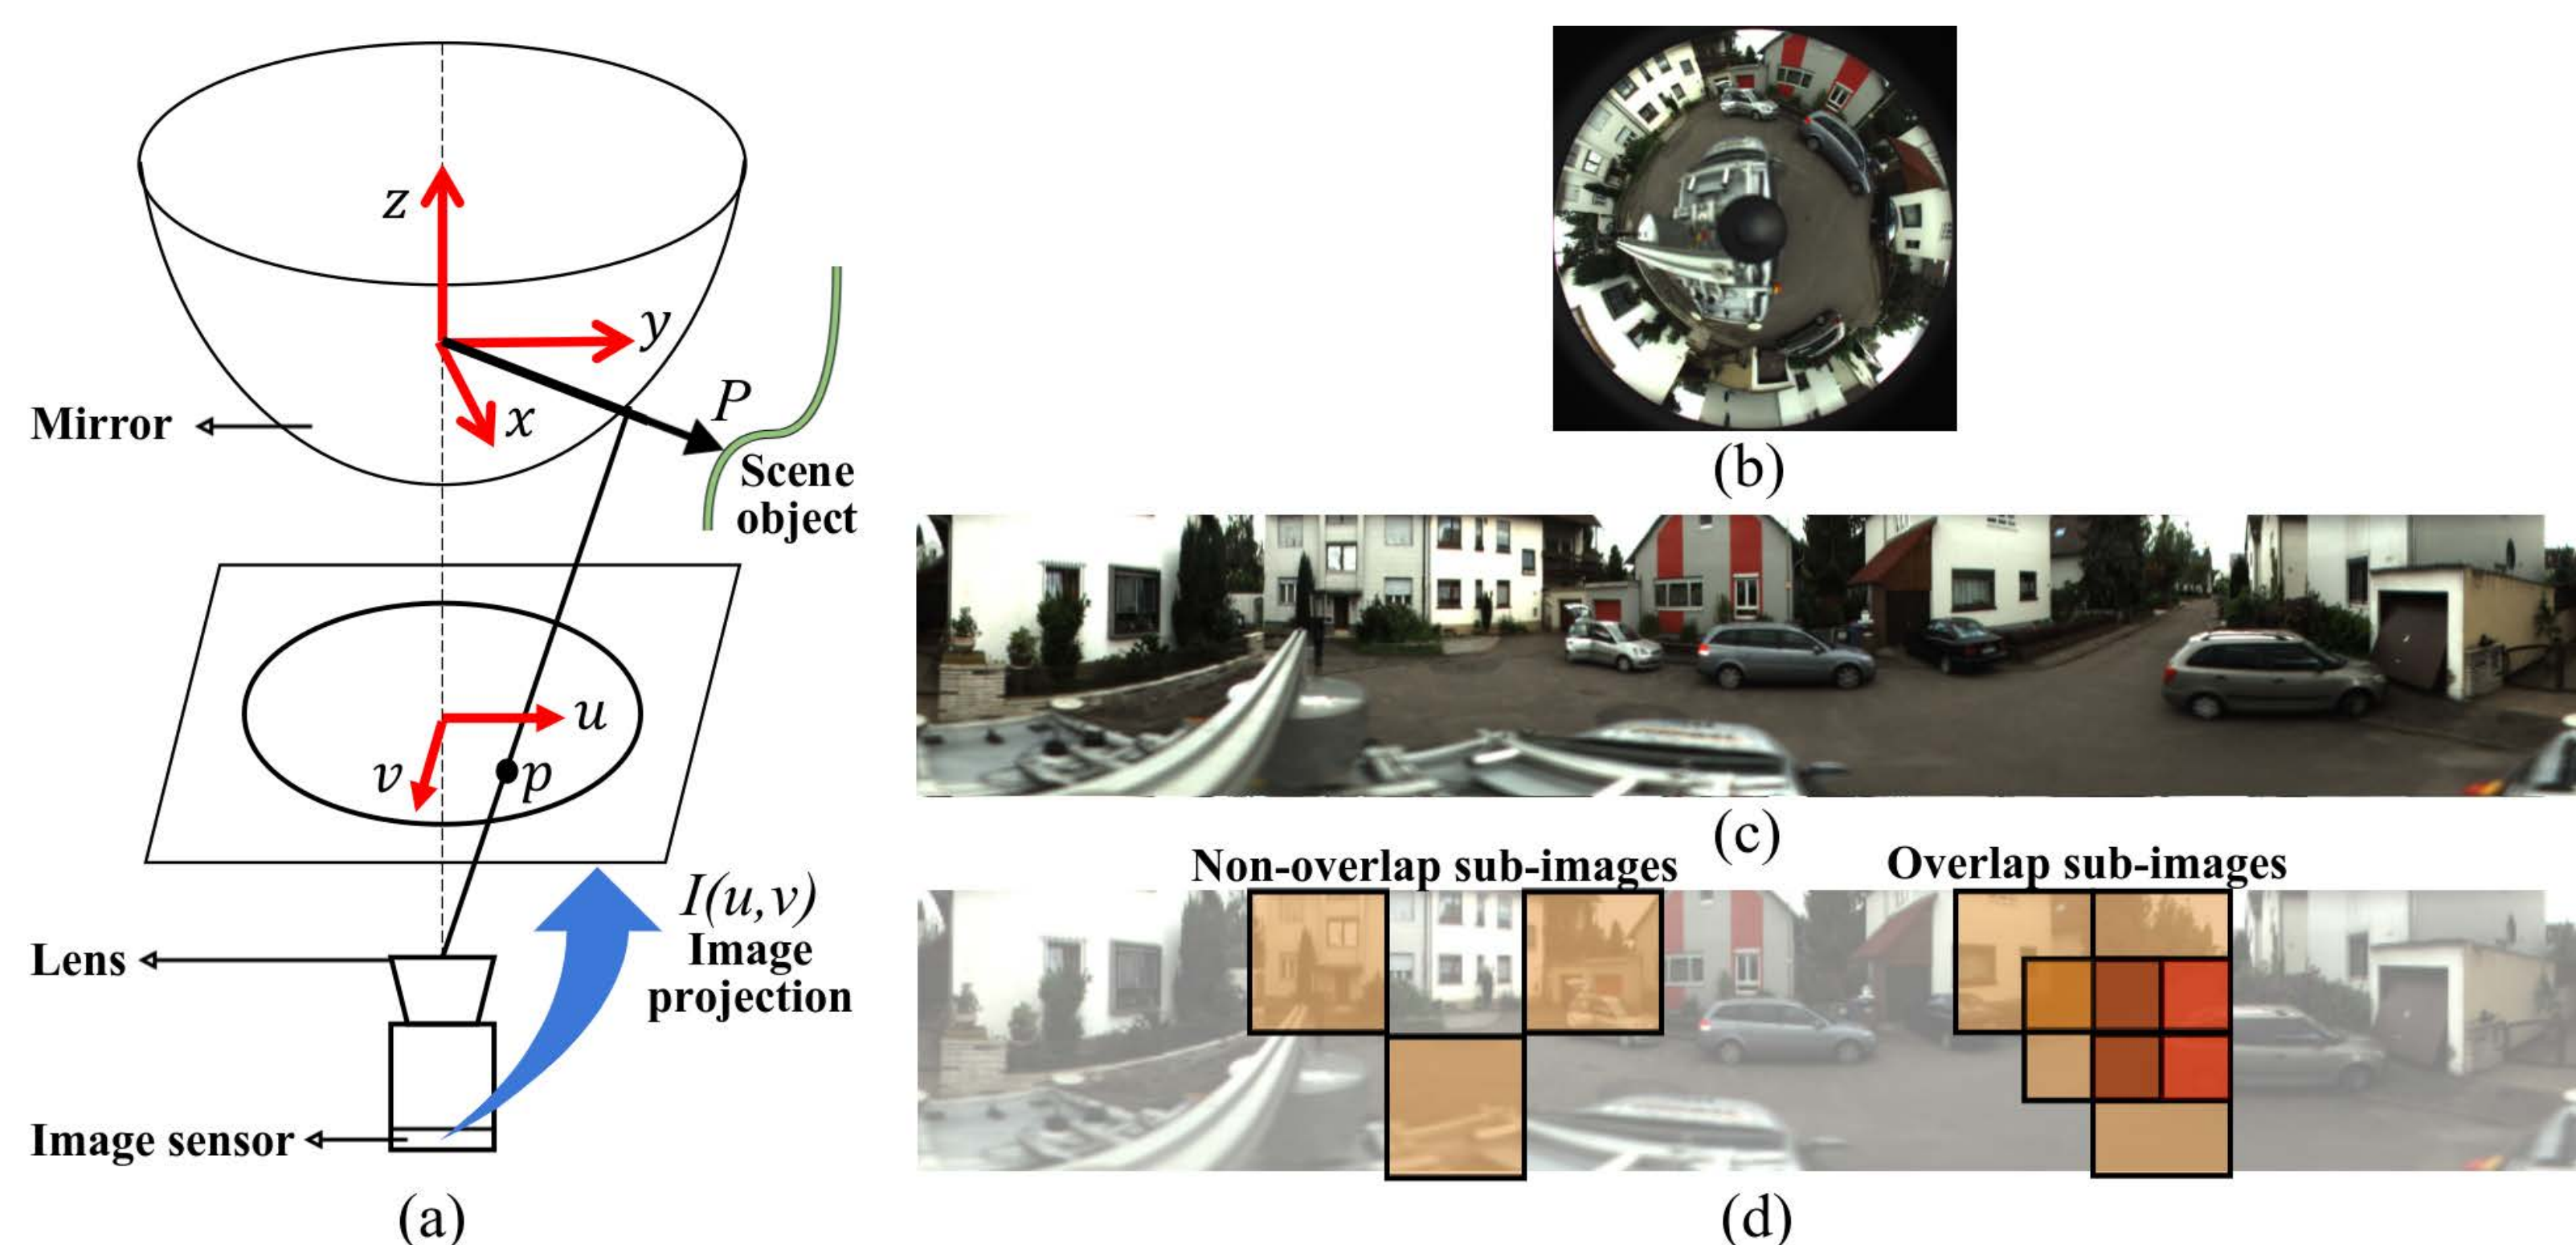 z
y
x
P
Mirror
Scene
object
u
v
p
I(u,v)
Image
projection
Lens
Image sensor
(a)
(b)
(c)
Non-overlap sub-images
Overlap sub-images
(d)